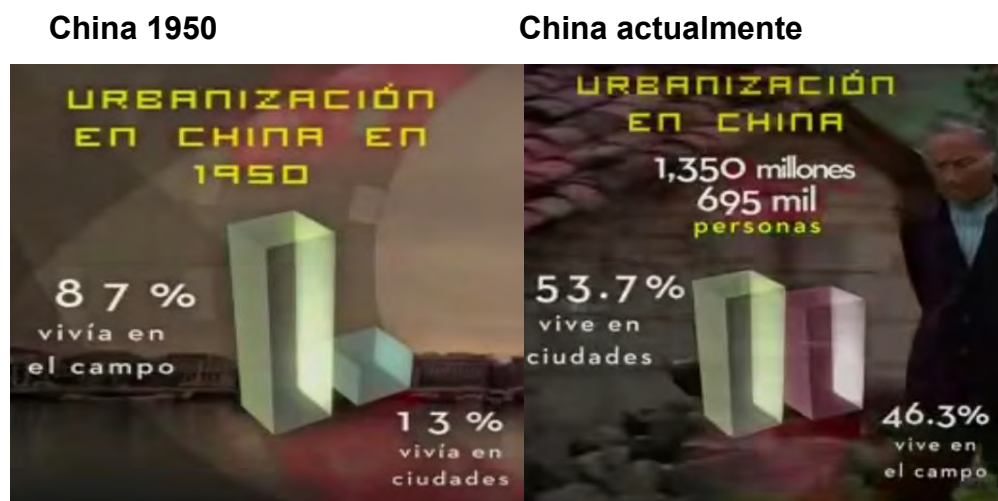 China 1950
China actualmente
URBANIZACIÓN
EN CHINA EN
1950
87%
vivía en
el campo
13%
vivía en
ciudades
URBANIZACIÓN
EN CHINA
1,350 millones
695 mil
personas
53.7%
vive en
ciudades
46.3%
vive en
el campo